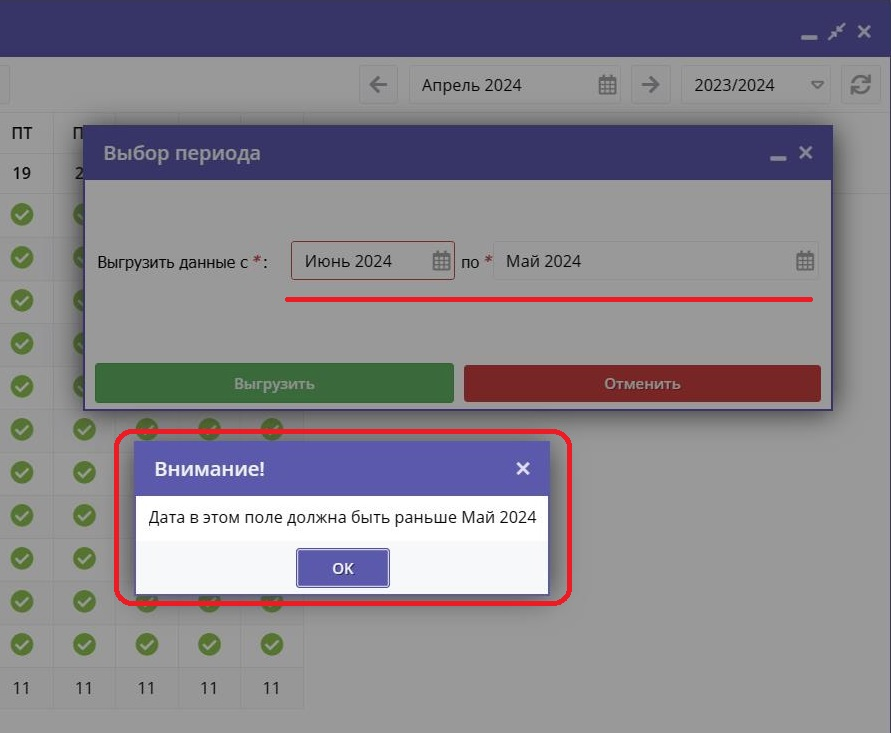 Апрель 2024
2023/2024
ПТ
19
Выбор периода
Выгрузить данные с *: Июнь 2024 по * Май 2024
Выгрузить Отменить
Внимание!
Дата в этом поле должна быть раньше Май 2024
ОК
11 11 11 11 11